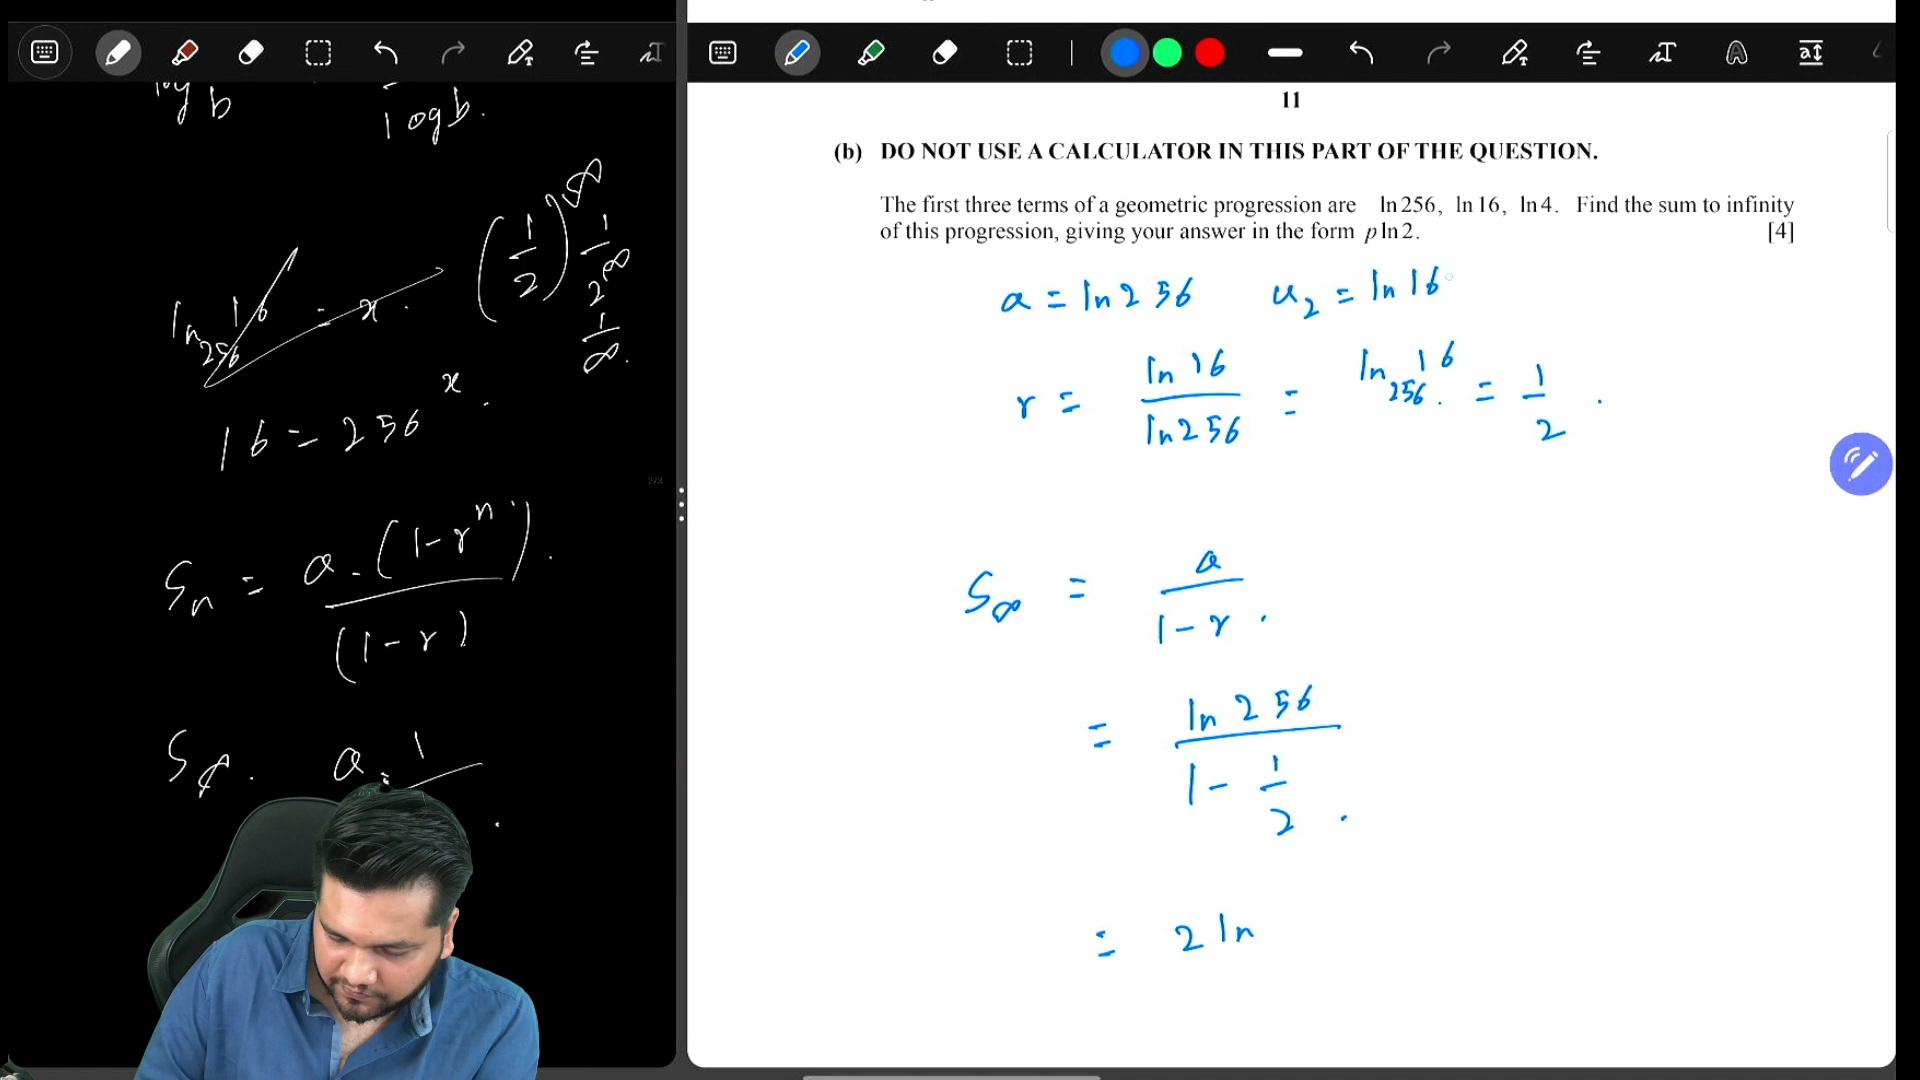 log b
log b.
ln 256 16 = x.
(1/2)^∞ 1/2^∞
1/∞.
16 = 256^x.
2/3
Sn = a.(1-r^n)/(1-r).
S∞. a. 1
11
(b) DO NOT USE A CALCULATOR IN THIS PART OF THE QUESTION.
The first three terms of a geometric progression are ln 256, ln 16, ln 4. Find the sum to infinity
of this progression, giving your answer in the form p ln 2. [4]
a = ln 256 u2 = ln 16
r = ln 16/ln 256 = ln 256. 16 = 1/2.
S∞ = a/1-r.
= ln 256/1-1/2.
= 2 ln